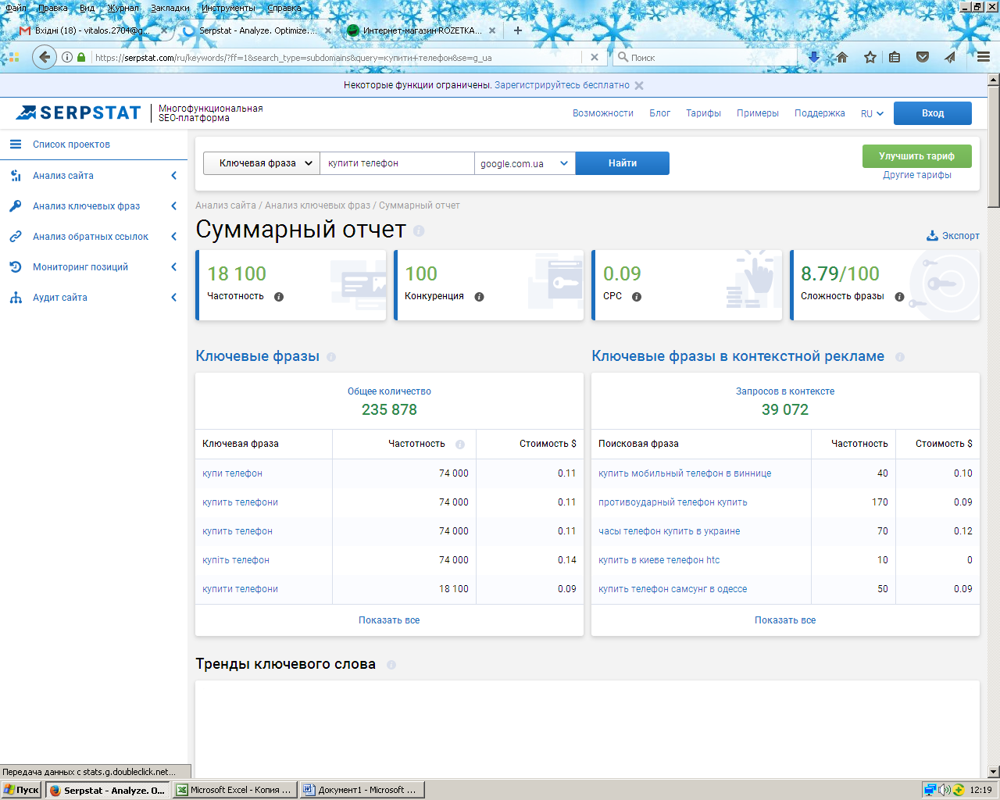 Файл Правка Вид Журнал Закладки Инструменты Справка
Вхідні (18) - vitalos.2704@g... Serpstat - Analyze. Optimize. ... Интернет-магазин ROZETKA...
https://serpstat.com/ru/keywords/?ff=1&search_type=subdomains&query=купити+телефон&se=g_ua Поиск
Некоторые функции ограничены. Зарегистрируйтесь бесплатно
SERPSTAT Многофункциональная
SEO-платформа
Возможности Блог Тарифы Примеры Поддержка RU Вход
Список проектов
Анализ сайта
Анализ ключевых фраз
Анализ обратных ссылок
Мониторинг позиций
Аудит сайта
Ключевая фраза купити телефон google.com.ua Найти
Улучшить тариф
Другие тарифы
Анализ сайта / Анализ ключевых фраз / Суммарный отчет
Суммарный отчет
Экспорт
18 100
Частотность
100
Конкуренция
0.09
CPC
8.79/100
Сложность фразы
Ключевые фразы
Общее количество
235 878
Ключевая фраза Частотность Стоимость $
купи телефон 74 000 0.11
купить телефони 74 000 0.11
купить телефон 74 000 0.11
купіть телефон 74 000 0.14
купити телефони 18 100 0.09
Показать все
Ключевые фразы в контекстной рекламе
Запросов в контексте
39 072
Поисковая фраза Частотность Стоимость $
купить мобильный телефон в виннице 40 0.10
противоударный телефон купить 170 0.09
часы телефон купить в украине 70 0.12
купить в киеве телефон htc 10 0
купить телефон самсунг в одессе 50 0.09
Показать все
Тренды ключевого слова
Передача данных с stats.g.doubleclick.net...
Пуск Serpstat - Analyze. O... Microsoft Excel - Копия ... Документ1 - Microsoft ... 12:19